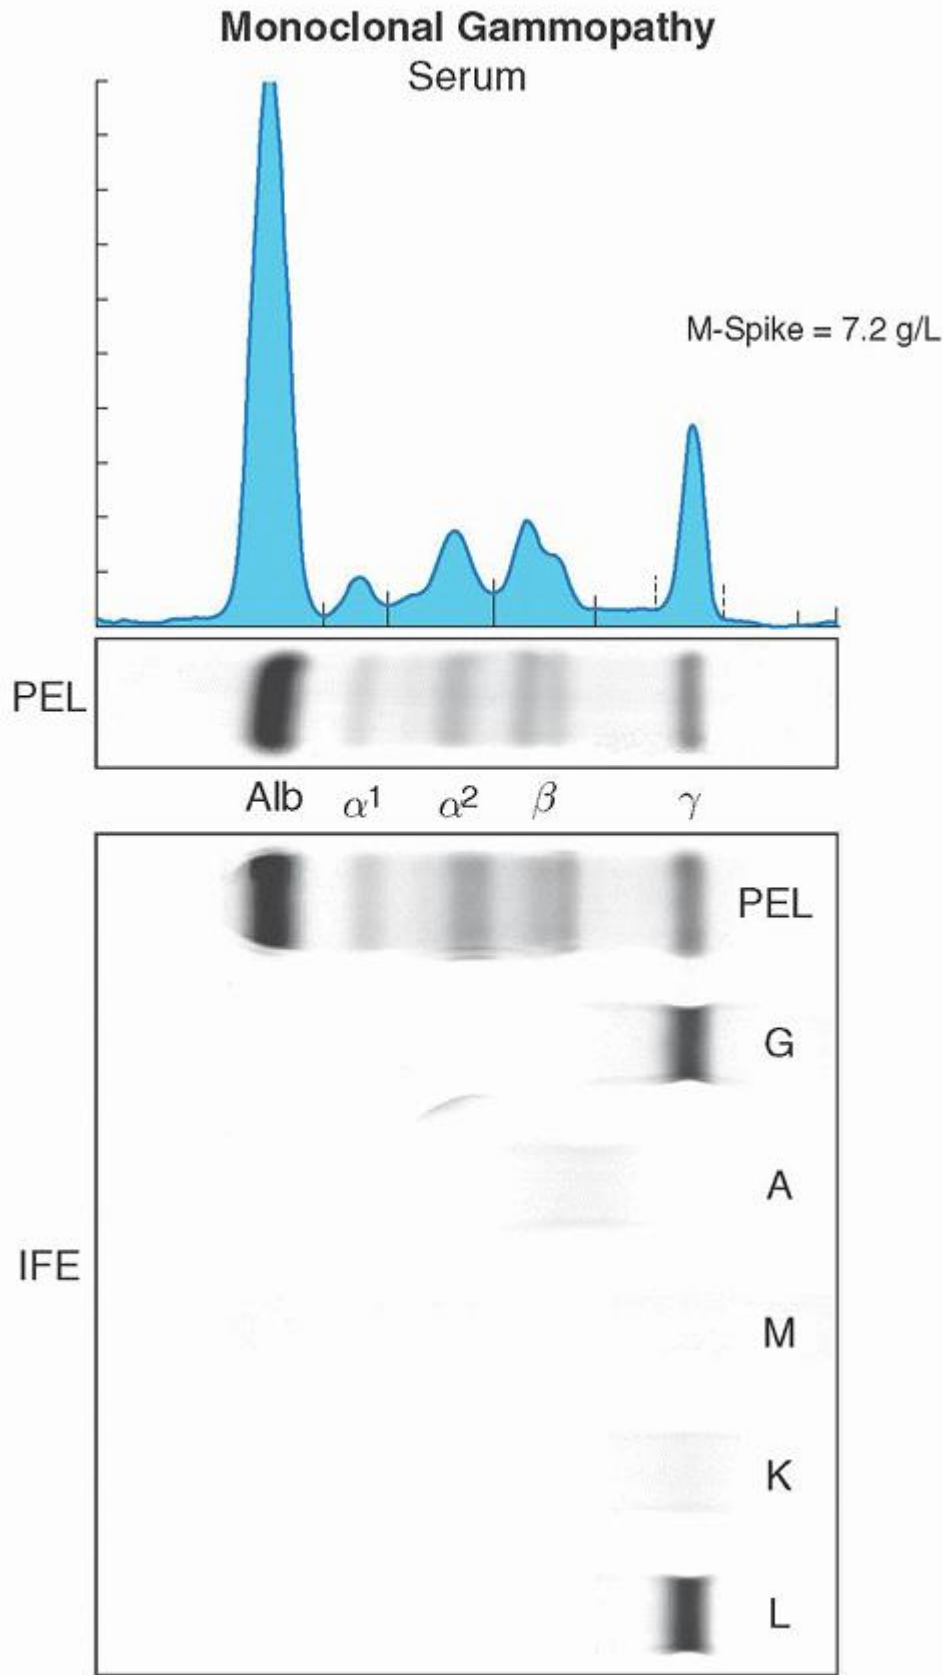 Monoclonal Gammopathy
Serum
M-Spike = 7.2 g/L
PEL
Alb α1 α2 β γ
PEL
G
A
IFE
M
K
L